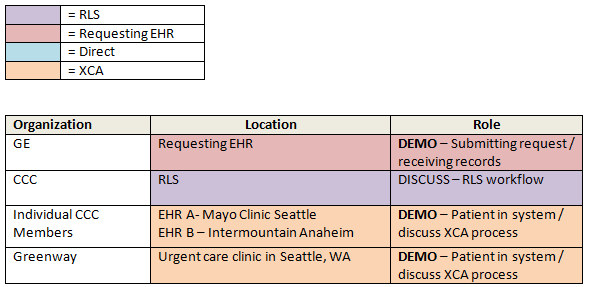 = RLS
= Requesting EHR
= Direct
= XCA
Organization Location Role
GE Requesting EHR DEMO – Submitting request /
receiving records
CCC RLS DISCUSS – RLS workflow
Individual CCC EHR A- Mayo Clinic Seattle DEMO – Patient in system /
Members EHR B – Intermountain Anaheim discuss XCA process
Greenway Urgent care clinic in Seattle, WA DEMO – Patient in system /
discuss XCA process